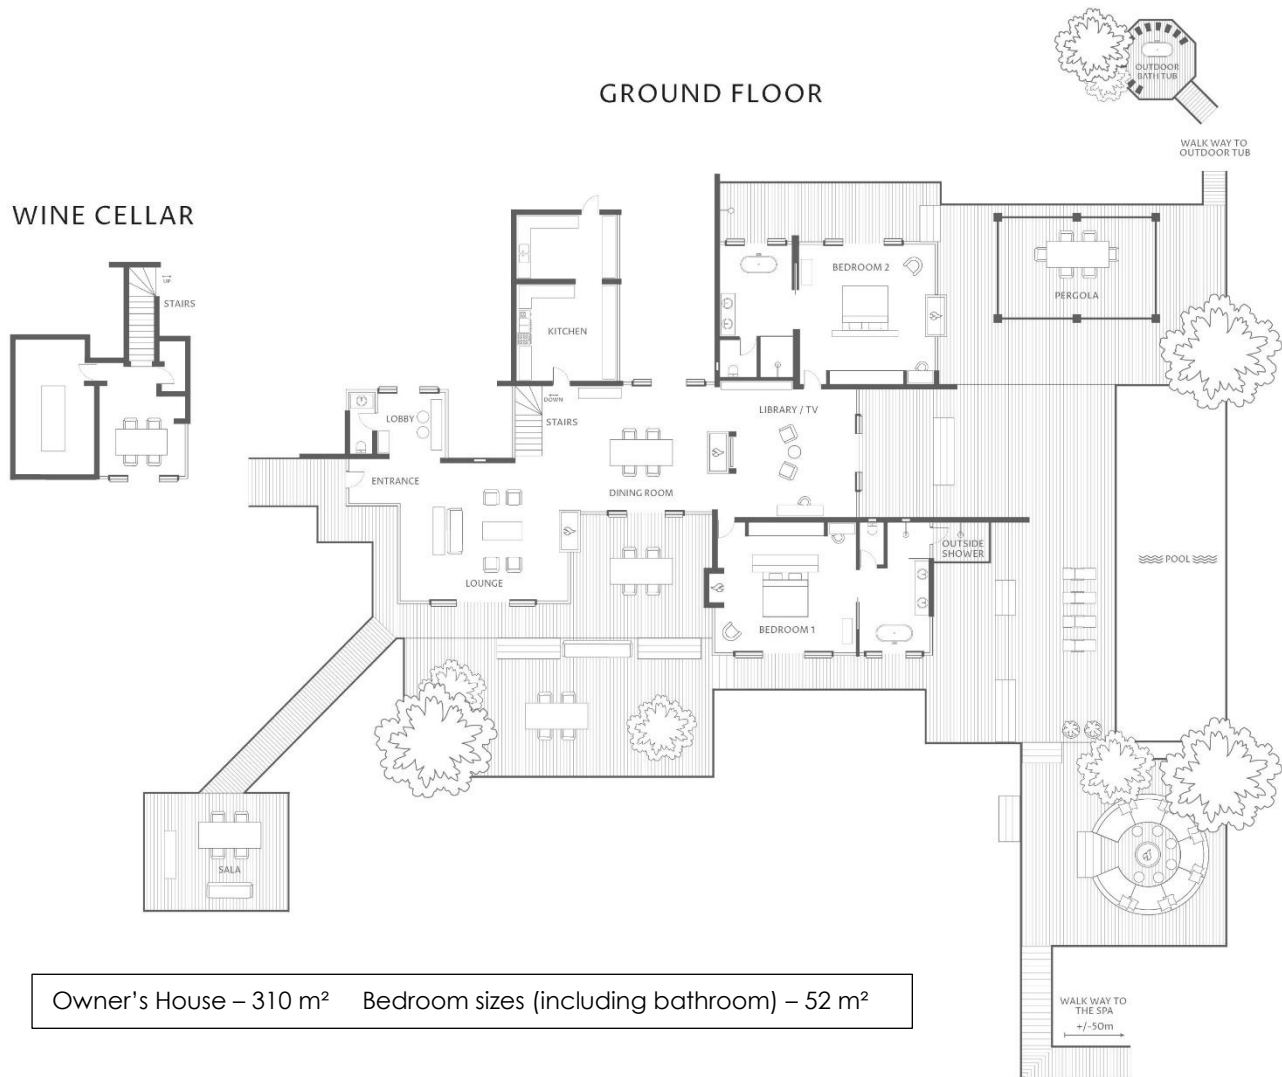 GROUND FLOOR
OUTDOOR
BATH TUB
WALK WAY TO
OUTDOOR TUB
WINE CELLAR
UP
STAIRS
KITCHEN
BEDROOM 2
PERGOLA
DOWN
STAIRS
LOBBY
LIBRARY / TV
ENTRANCE
DINING ROOM
LOUNGE
OUTSIDE
SHOWER
POOL
BEDROOM 1
SALA
Owner's House – 310 m² Bedroom sizes (including bathroom) – 52 m²
WALK WAY TO
THE SPA
+/-50m